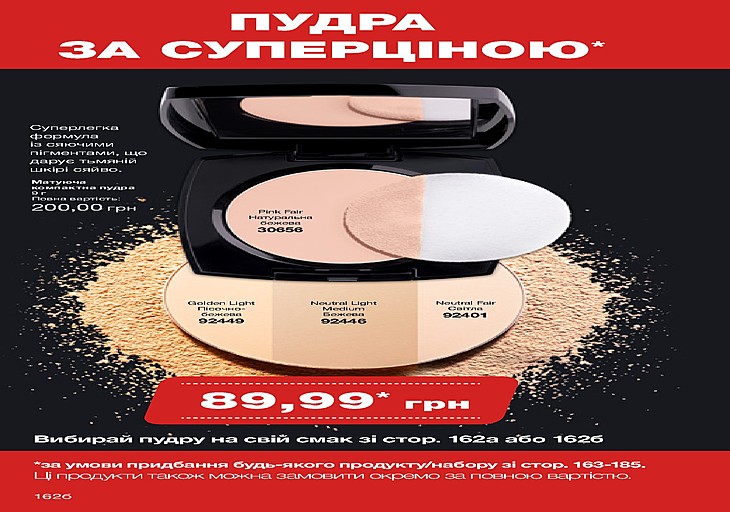 ПУДРА
ЗА СУПЕРЦІНОЮ*
Суперлегка
формула
із сяючими
пігментами, що
дарує тьмяній
шкірі сяйво.
Матуюча
компактна пудра
9 г
Повна вартість:
200,00 грн
Pink Fair
Натуральна
бежева
30656
Golden Light
Пісочно-
бежева
92449
Neutral Light
Medium
Бежева
92446
Neutral Fair
Світла
92401
89,99* грн
Вибирай пудру на свій смак зі стор. 162а або 162б
*за умови придбання будь-якого продукту/набору зі стор. 163-185.
Ці продукти також можна замовити окремо за повною вартістю.
162б